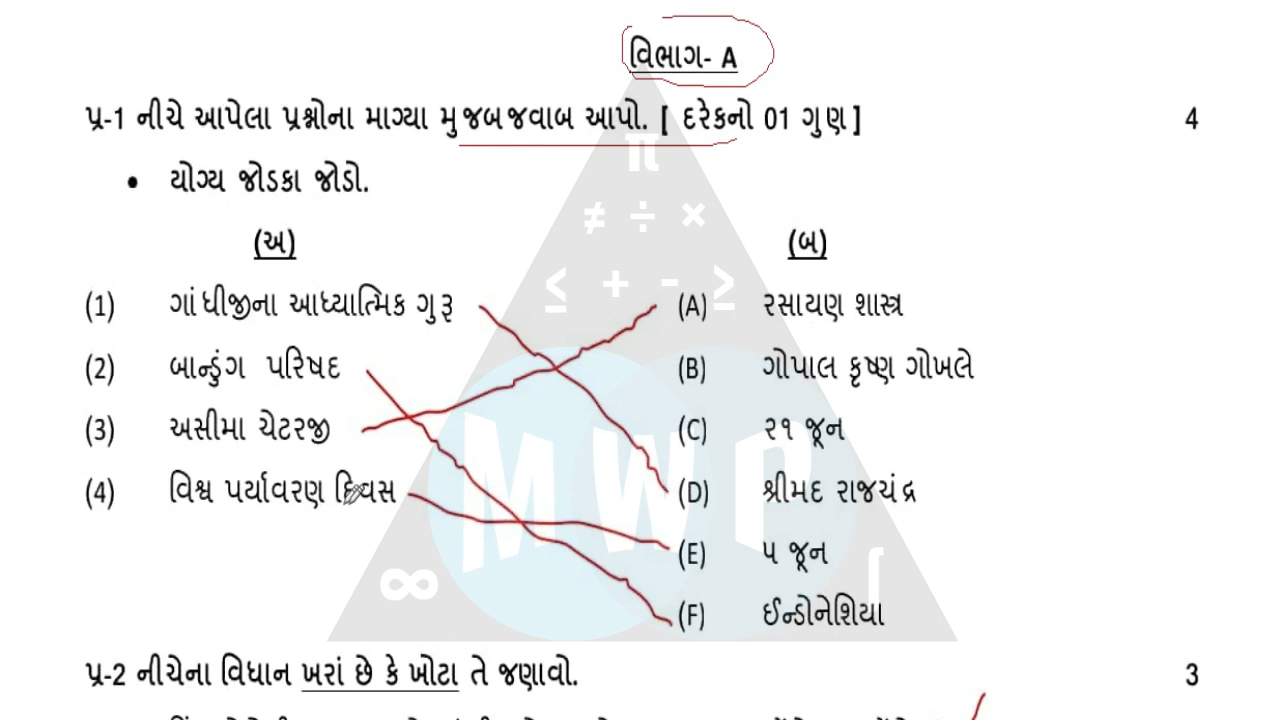 વિભાગ- A
પ્ર-1 નીચે આપેલા પ્રશ્નોના માગ્યા મુજબ જવાબ આપો. [ દરેકનો 01 ગુણ ] 4
• યોગ્ય જોડકા જોડો.
(અ) (બ)
(1) ગાંધીજીના આધ્યાત્મિક ગુરૂ (A) રસાયણ શાસ્ત્ર
(2) બાન્ડુંગ પરિષદ (B) ગોપાલ કૃષ્ણ ગોખલે
(3) અસીમા ચેટરજી (C) ૨૧ જૂન
(4) વિશ્વ પર્યાવરણ દિવસ (D) શ્રીમદ રાજચંદ્ર
(E) ૫ જૂન
(F) ઈન્ડોનેશિયા
π
≠ ÷ ×
≤ + - ≥
MWP
∞ ∫
પ્ર-2 નીચેના વિધાન ખરાં છે કે ખોટા તે જણાવો. 3